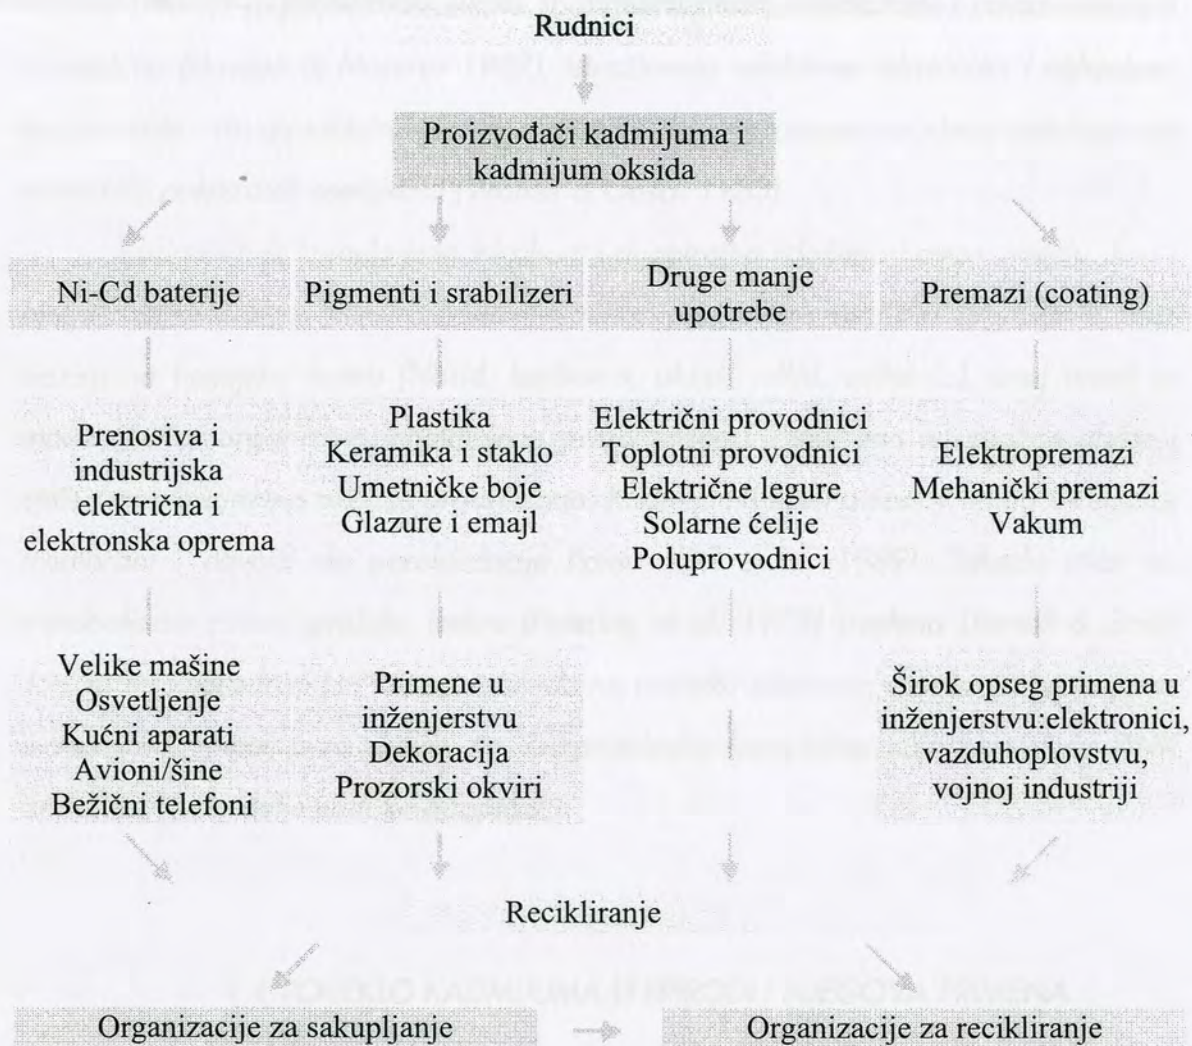 Rudnici
Proizvođači kadmijuma i
kadmijum oksida
Ni-Cd baterije
Pigmenti i srabilizeri
Druge manje
upotrebe
Premazi (coating)
Prenosiva i
industrijska
električna i
elektronska oprema
Plastika
Keramika i staklo
Umetničke boje
Glazure i emajl
Električni provodnici
Toplotni provodnici
Električne legure
Solarne ćelije
Poluprovodnici
Elektropremazi
Mehanički premazi
Vakum
Velike mašine
Osvetljenje
Kućni aparati
Avioni/šine
Bežični telefoni
Primene u
inženjerstvu
Dekoracija
Prozorski okviri
Širok opseg primena u
inženjerstvu:elektronici,
vazduhoplovstvu,
vojnoj industriji
Recikliranje
Organizacije za sakupljanje
Organizacije za recikliranje